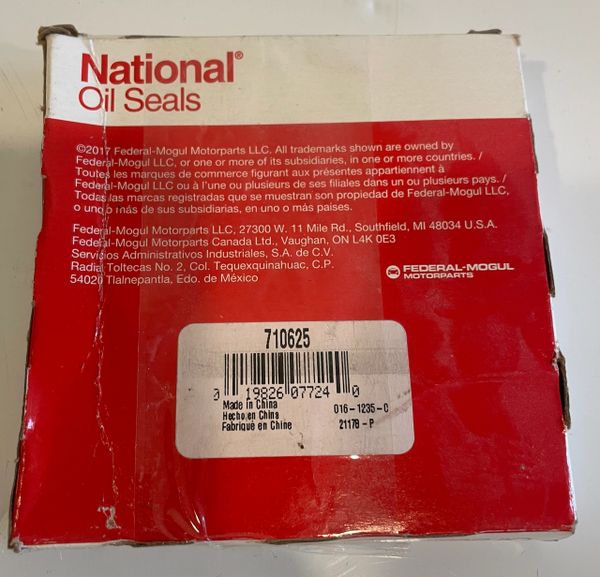 National®
Oil Seals
©2017 Federal-Mogul Motorparts LLC. All trademarks shown are owned by
Federal-Mogul LLC, or one or more of its subsidiaries, in one or more countries. /
Toutes les marques de commerce figurant aux présentes appartiennent à
Federal-Mogul LLC ou à l'une ou plusieurs de ses filiales dans un ou plusieurs pays. /
Todas las marcas registradas que se muestran son propiedad de Federal-Mogul LLC,
o uno o más de sus subsidiarias, en uno o más países.
Federal-Mogul Motorparts LLC, 27300 W. 11 Mile Rd., Southfield, MI 48034 U.S.A.
Federal-Mogul Motorparts Canada Ltd., Vaughan, ON L4K 0E3
Servicios Administrativos Industriales, S.A. de C.V.
Radial Toltecas No. 2, Col. Tequexquinahuac, C.P.
54020 Tlalnepantla, Edo. de México
FEDERAL-MOGUL
MOTORPARTS
710625
0 19826 07724 0
Made in China 016-1235-C
Hecho en China
Fabriqué en Chine 21179-P